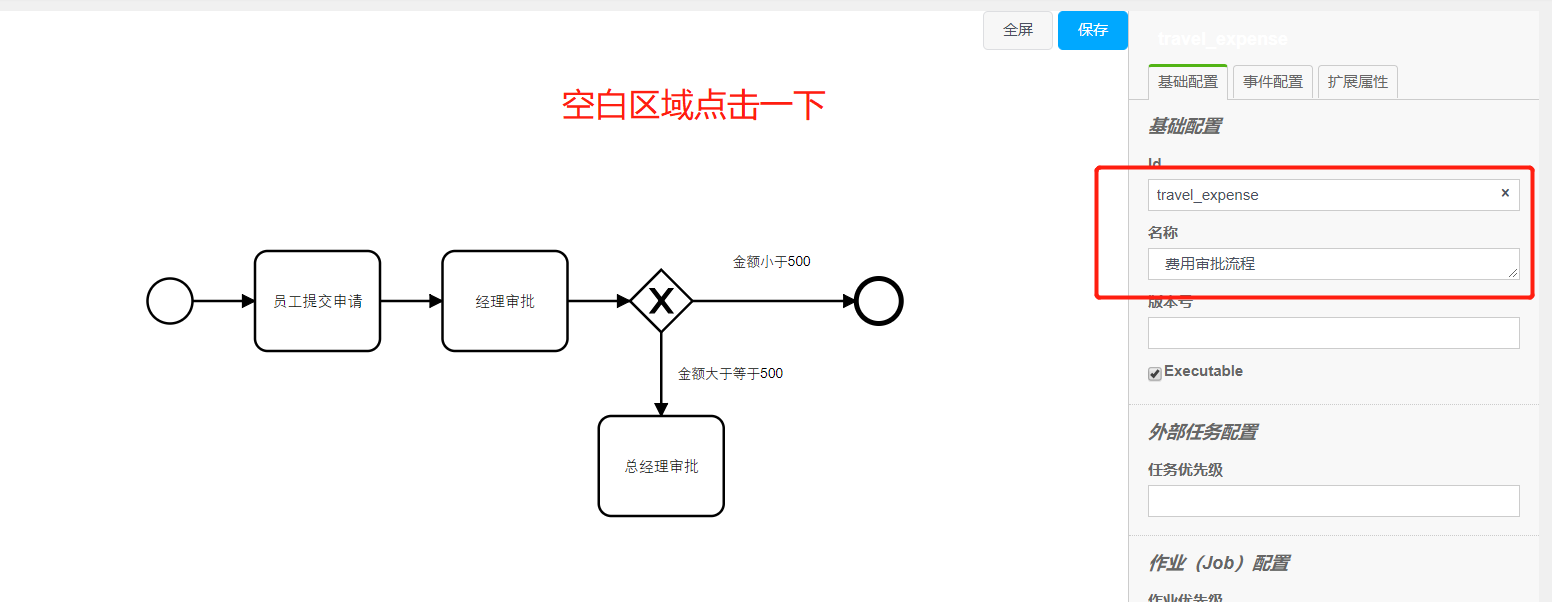 全屏
保存
travel_expense
基础配置
事件配置
扩展属性
空白区域点击一下
基础配置
Id
travel_expense ×
名称
费用审批流程
版本号
Executable
外部任务配置
任务优先级
作业（Job）配置
作业优先级
员工提交申请
经理审批
X
金额小于500
金额大于等于500
总经理审批